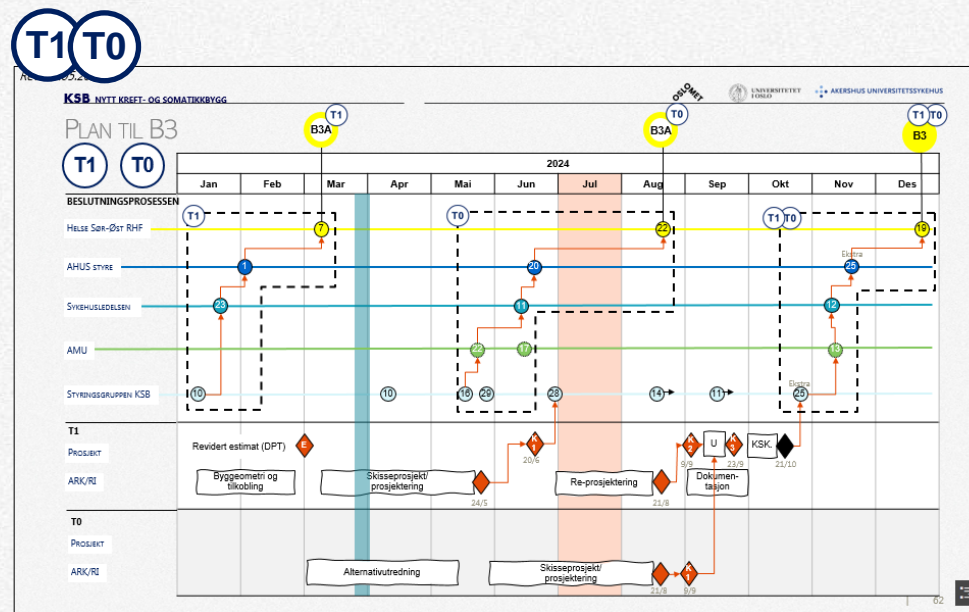 T1 T0
KSB NYTT KREFT- OG SOMATIKKBYGG
OSLOMET
UNIVERSITETET
I OSLO
AKERSHUS UNIVERSITETSSYKEHUS
PLAN TIL B3
T1 T0
B3A T1
B3A T0
B3 T1 T0
2024
Jan Feb Mar Apr Mai Jun Jul Aug Sep Okt Nov Des
BESLUTNINGSPROSESSEN
T1 T0 T1 T0
HELSE SØR-ØST RHF 7 22 19
Ekstra
AHUS STYRE 1 20 25
SYKEHUSLEDELSEN 23 11 12
AMU 22 17 13
Ekstra
STYRINGSGRUPPEN KSB 10 10 16 29 28 14 11 25
T1
PROSJEKT
Revidert estimat (DPT) E K 1 K 2 U K 3 KSK.
20/6 9/9 23/9 21/10
ARK/RI
Byggeometri og
tilkobling
Skisseprosjekt/
prosjektering
Re-prosjektering
Dokumen-
tasjon
24/5 21/8
T0
PROSJEKT
ARK/RI
Alternativutredning
Skisseprosjekt/
prosjektering
K 1
21/8 9/9
62